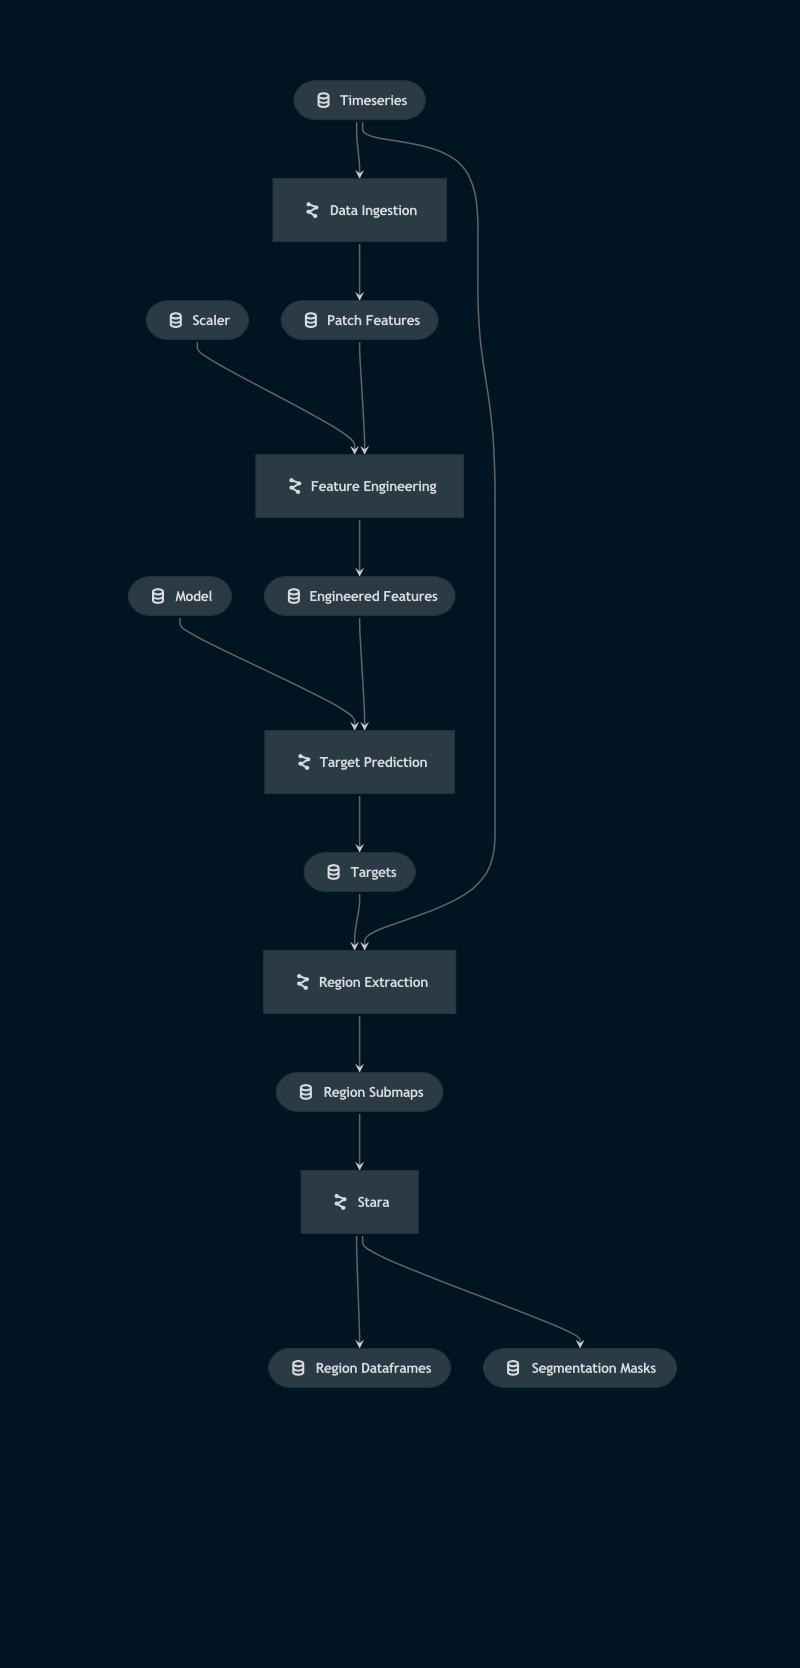 Timeseries
Data Ingestion
Scaler
Patch Features
Feature Engineering
Model
Engineered Features
Target Prediction
Targets
Region Extraction
Region Submaps
Stara
Region Dataframes
Segmentation Masks